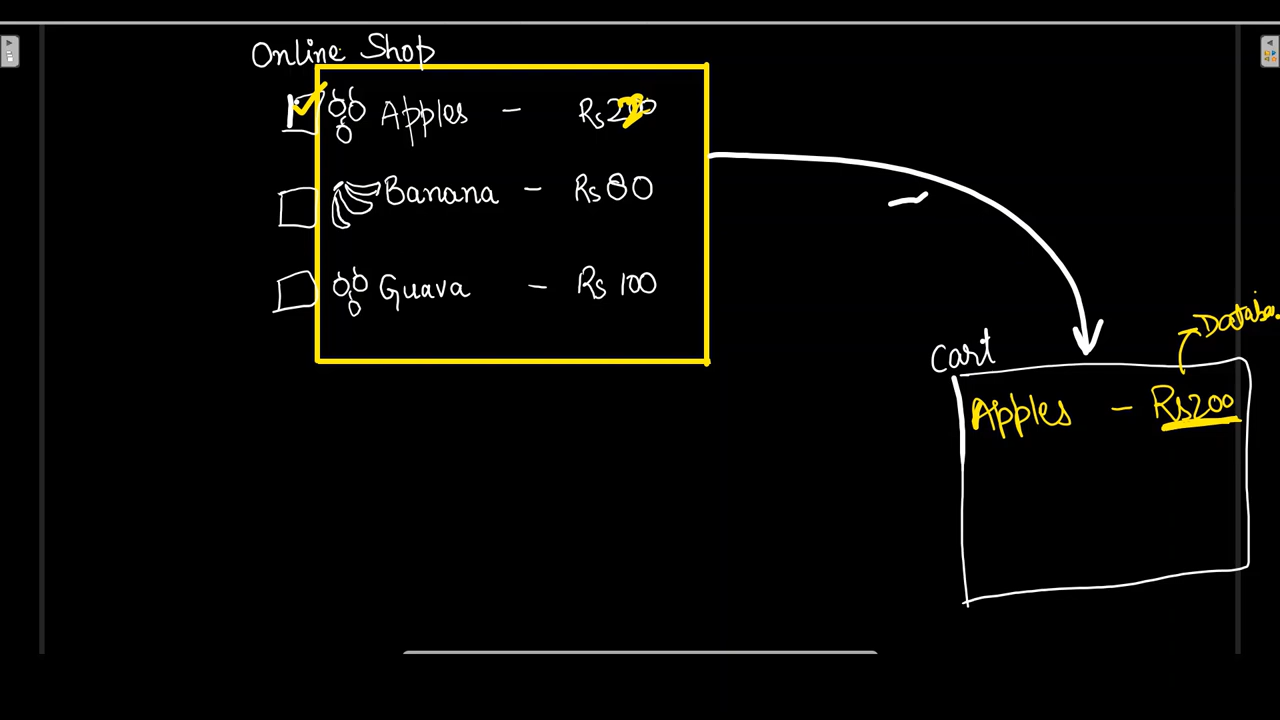 Online Shop
Apples - Rs
Banana - Rs 80
Guava - Rs 100
Cart
Apples - Rs200